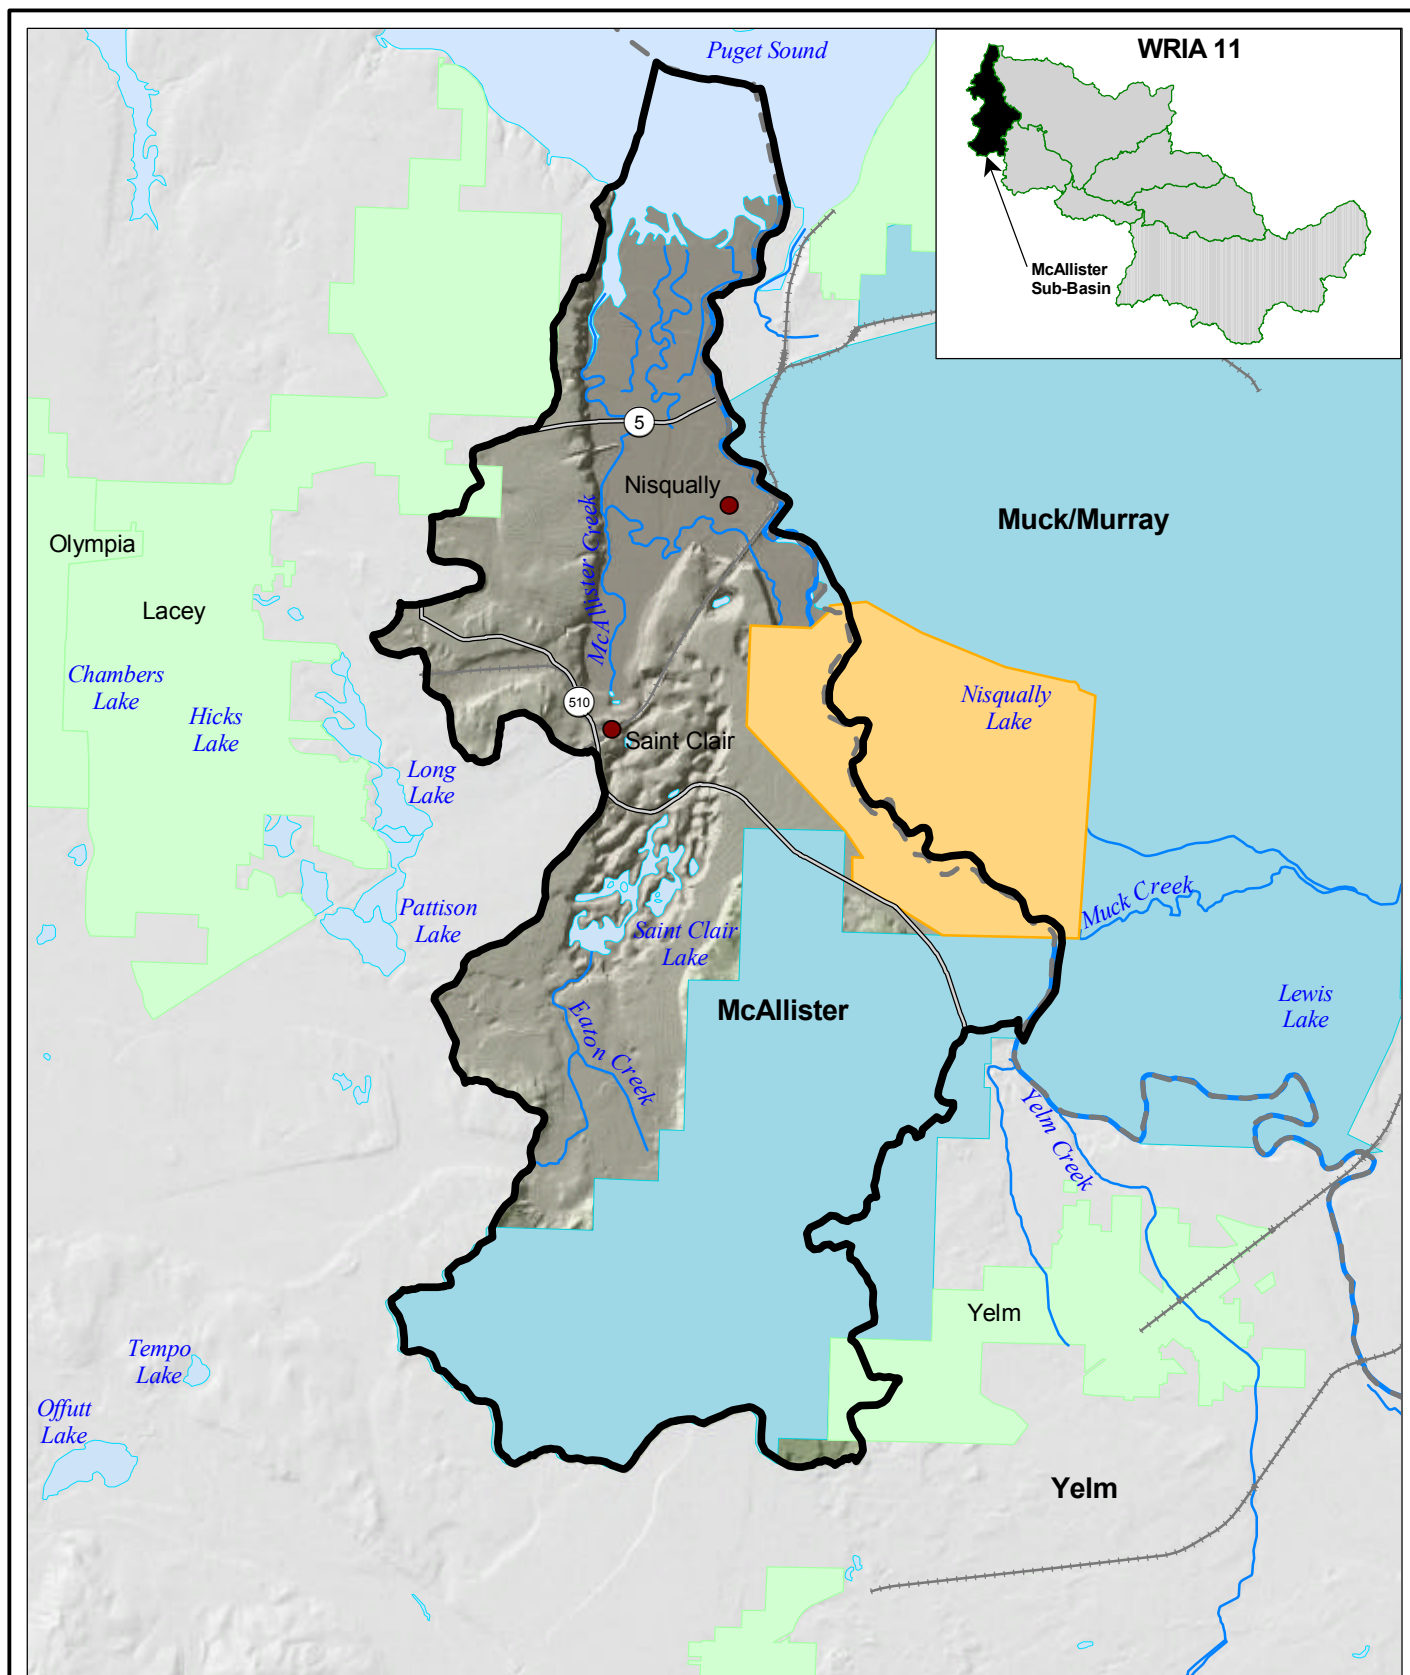 Puget Sound
WRIA 11
McAllister
Sub-Basin
5
Nisqually
Muck/Murray
Olympia
Lacey
McAllister Creek
Chambers
Lake
Hicks
Lake
Nisqually
Lake
510
Saint Clair
Long
Lake
Pattison
Lake
Muck Creek
Saint Clair
Lake
McAllister
Lewis
Lake
Eaton Creek
Yelm Creek
Yelm
Tempo
Lake
Offutt
Lake
Yelm